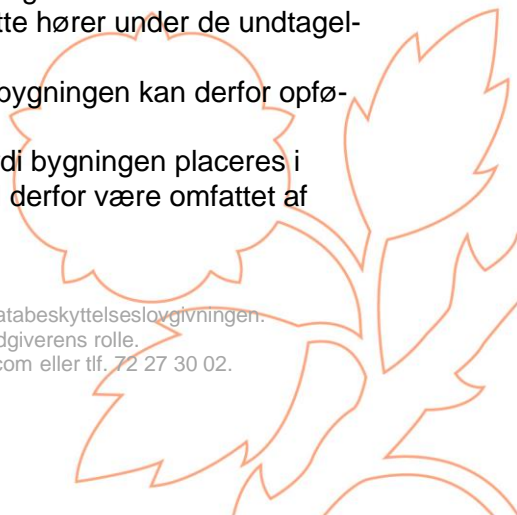 tte hører under de undtagel-
bygningen kan derfor opfø-
di bygningen placeres i
derfor være omfattet af
atabeskyttelseslovgivningen.
dgiverens rolle.
com eller tlf. 72 27 30 02.